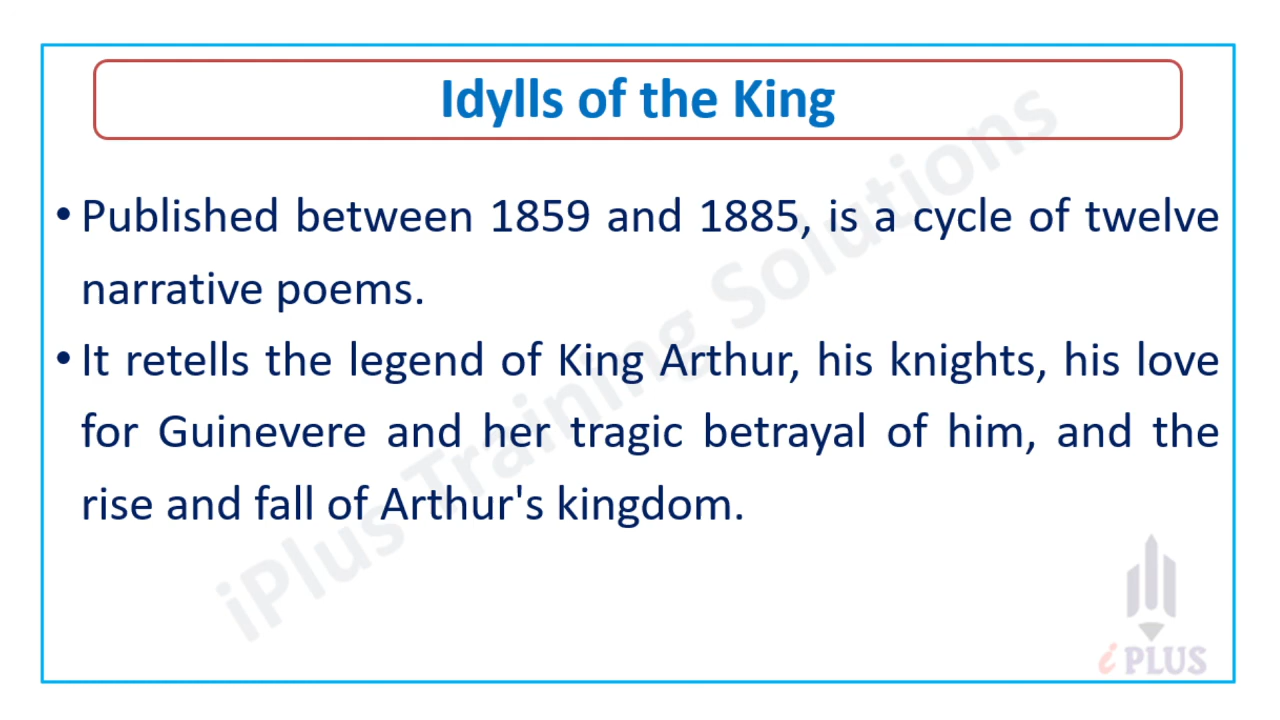 Idylls of the King
• Published between 1859 and 1885, is a cycle of twelve
narrative poems.
• It retells the legend of King Arthur, his knights, his love
for Guinevere and her tragic betrayal of him, and the
rise and fall of Arthur's kingdom.
iPlus Training Solutions
i PLUS